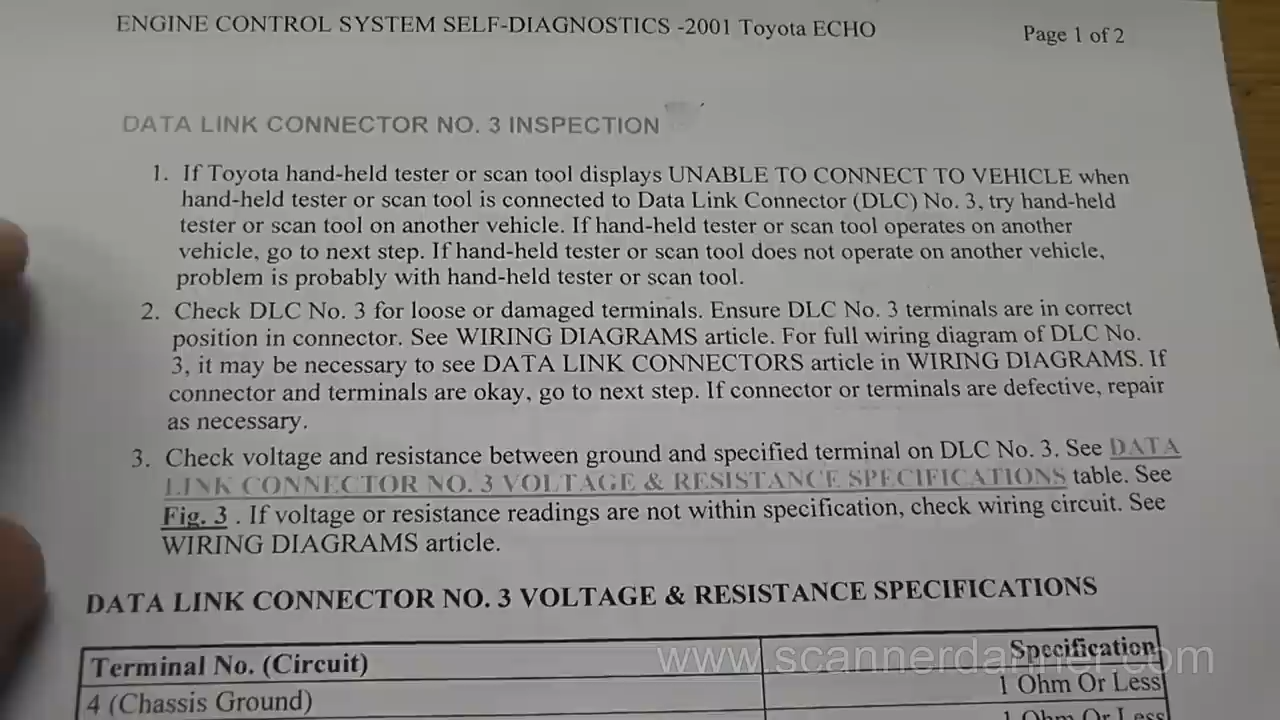 ENGINE CONTROL SYSTEM SELF-DIAGNOSTICS -2001 Toyota ECHO
Page 1 of 2
DATA LINK CONNECTOR NO. 3 INSPECTION
1. If Toyota hand-held tester or scan tool displays UNABLE TO CONNECT TO VEHICLE when
hand-held tester or scan tool is connected to Data Link Connector (DLC) No. 3, try hand-held
tester or scan tool on another vehicle. If hand-held tester or scan tool operates on another
vehicle, go to next step. If hand-held tester or scan tool does not operate on another vehicle,
problem is probably with hand-held tester or scan tool.
2. Check DLC No. 3 for loose or damaged terminals. Ensure DLC No. 3 terminals are in correct
position in connector. See WIRING DIAGRAMS article. For full wiring diagram of DLC No.
3, it may be necessary to see DATA LINK CONNECTORS article in WIRING DIAGRAMS. If
connector and terminals are okay, go to next step. If connector or terminals are defective, repair
as necessary.
3. Check voltage and resistance between ground and specified terminal on DLC No. 3. See DATA
LINK CONNECTOR NO. 3 VOLTAGE & RESISTANCE SPECIFICATIONS table. See
Fig. 3 . If voltage or resistance readings are not within specification, check wiring circuit. See
WIRING DIAGRAMS article.
DATA LINK CONNECTOR NO. 3 VOLTAGE & RESISTANCE SPECIFICATIONS
Terminal No. (Circuit)
Specification
www.scannerdanner.com
4 (Chassis Ground)
1 Ohm Or Less
1 Ohm Or Less